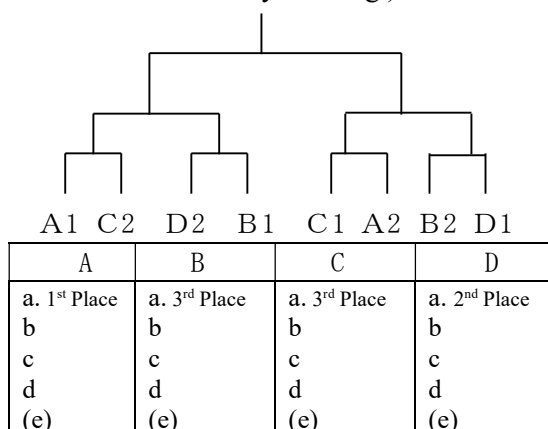 A1 C2 D2 B1 C1 A2 B2 D1
A B C D
a. 1st Place a. 3rd Place a. 3rd Place a. 2nd Place
b b b b
c c c c
d d d d
(e) (e) (e) (e)